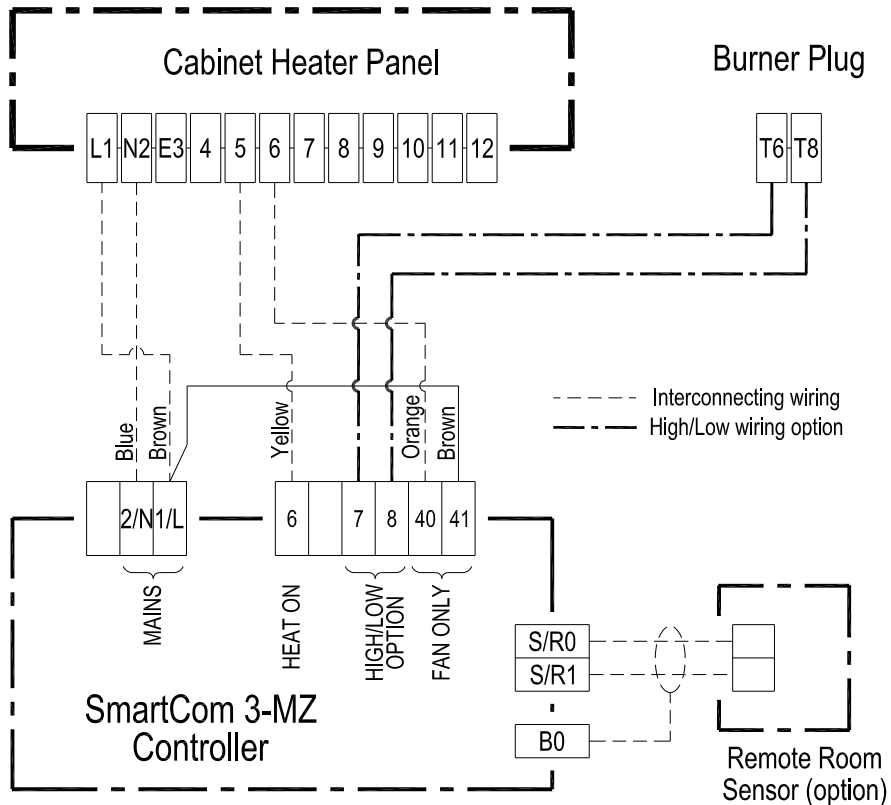 Cabinet Heater Panel
Burner Plug
L1 N2 E3 4 5 6 7 8 9 10 11 12
T6 T8
Blue
Brown
Yellow
Orange
Brown
Interconnecting wiring
High/Low wiring option
2/N 1/L
6 7 8 40 41
MAINS
HEAT ON
HIGH/LOW
OPTION
FAN ONLY
S/R0
S/R1
B0
SmartCom 3-MZ
Controller
Remote Room
Sensor (option)